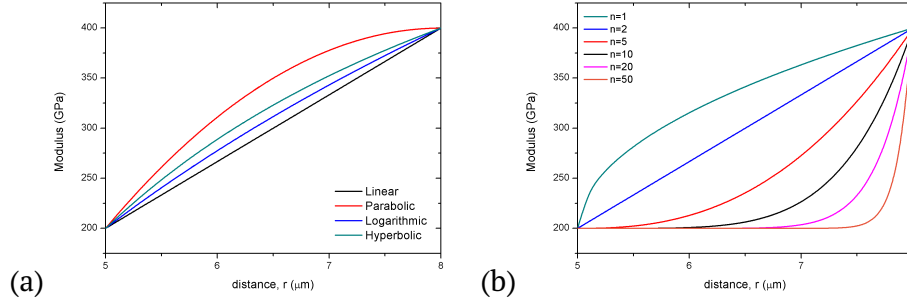 400
350
300
250
200
Modulus (GPa)
Linear
Parabolic
Logarithmic
Hyperbolic
5
6
7
8
distance, r (μm)
(a)
n=1
n=2
n=5
n=10
n=20
n=50
400
350
300
250
200
Modulus (GPa)
5
6
7
distance, r (μm)
(b)